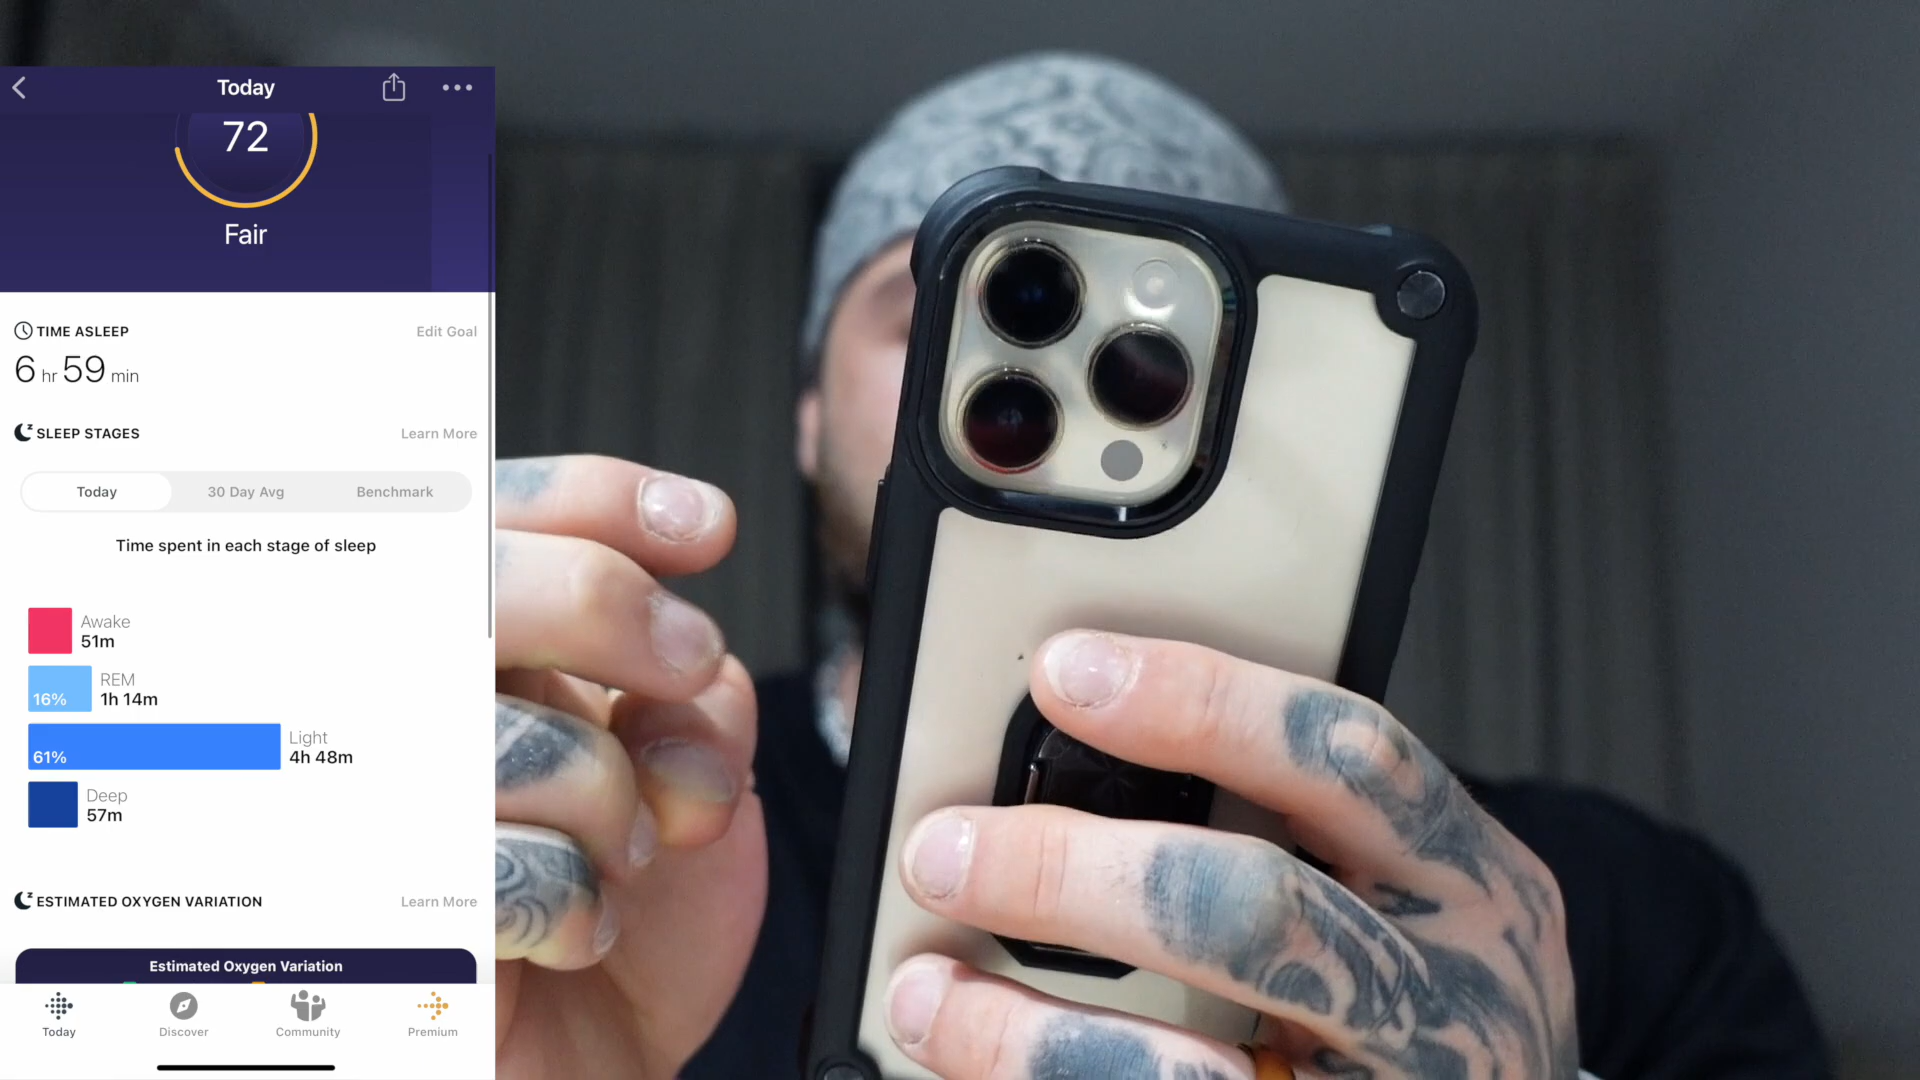 Today
72
Fair
TIME ASLEEP
Edit Goal
6 hr 59 min
SLEEP STAGES
Learn More
Today
30 Day Avg
Benchmark
Time spent in each stage of sleep
Awake
51m
REM
16%
1h 14m
Light
61%
4h 48m
Deep
57m
ESTIMATED OXYGEN VARIATION
Learn More
Estimated Oxygen Variation
Today
Discover
Community
Premium